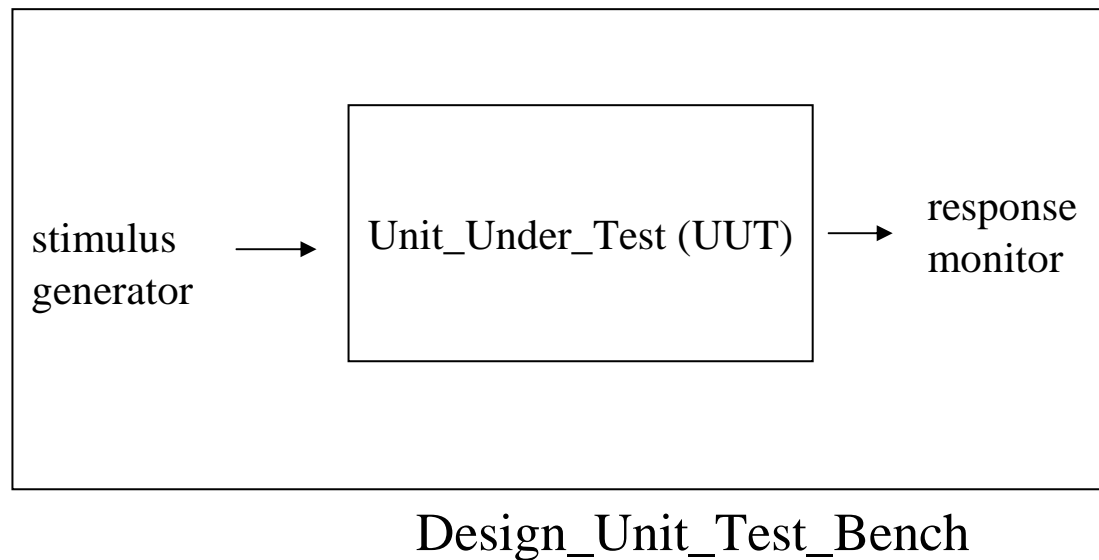 stimulus
generator
Unit_Under_Test (UUT)
response
monitor
Design_Unit_Test_Bench